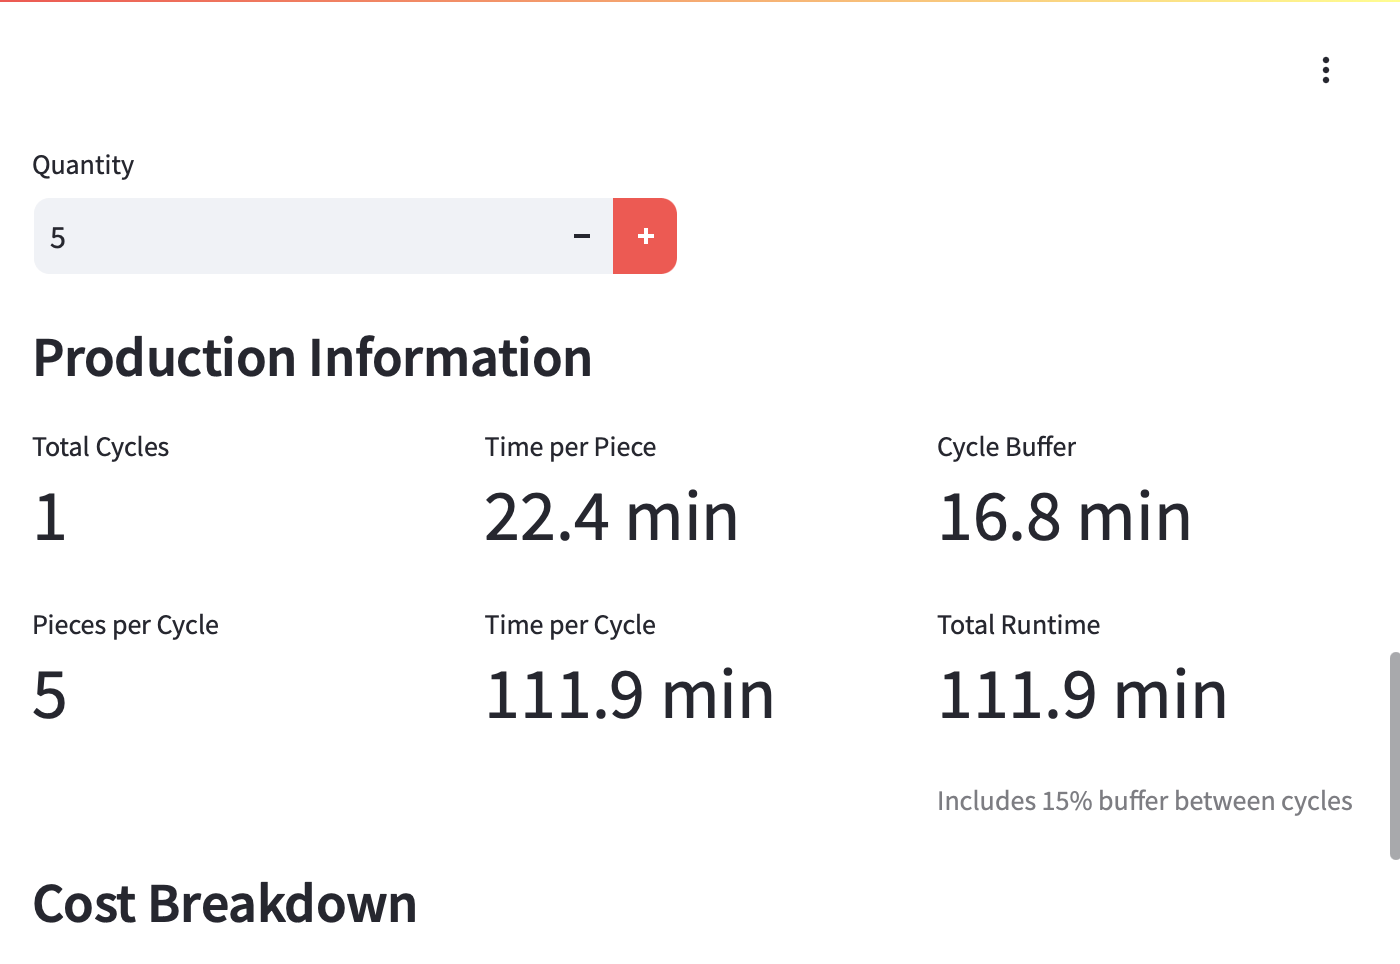 Quantity
5
Production Information
Total Cycles
1
Time per Piece
22.4 min
Cycle Buffer
16.8 min
Pieces per Cycle
5
Time per Cycle
111.9 min
Total Runtime
111.9 min
Includes 15% buffer between cycles
Cost Breakdown